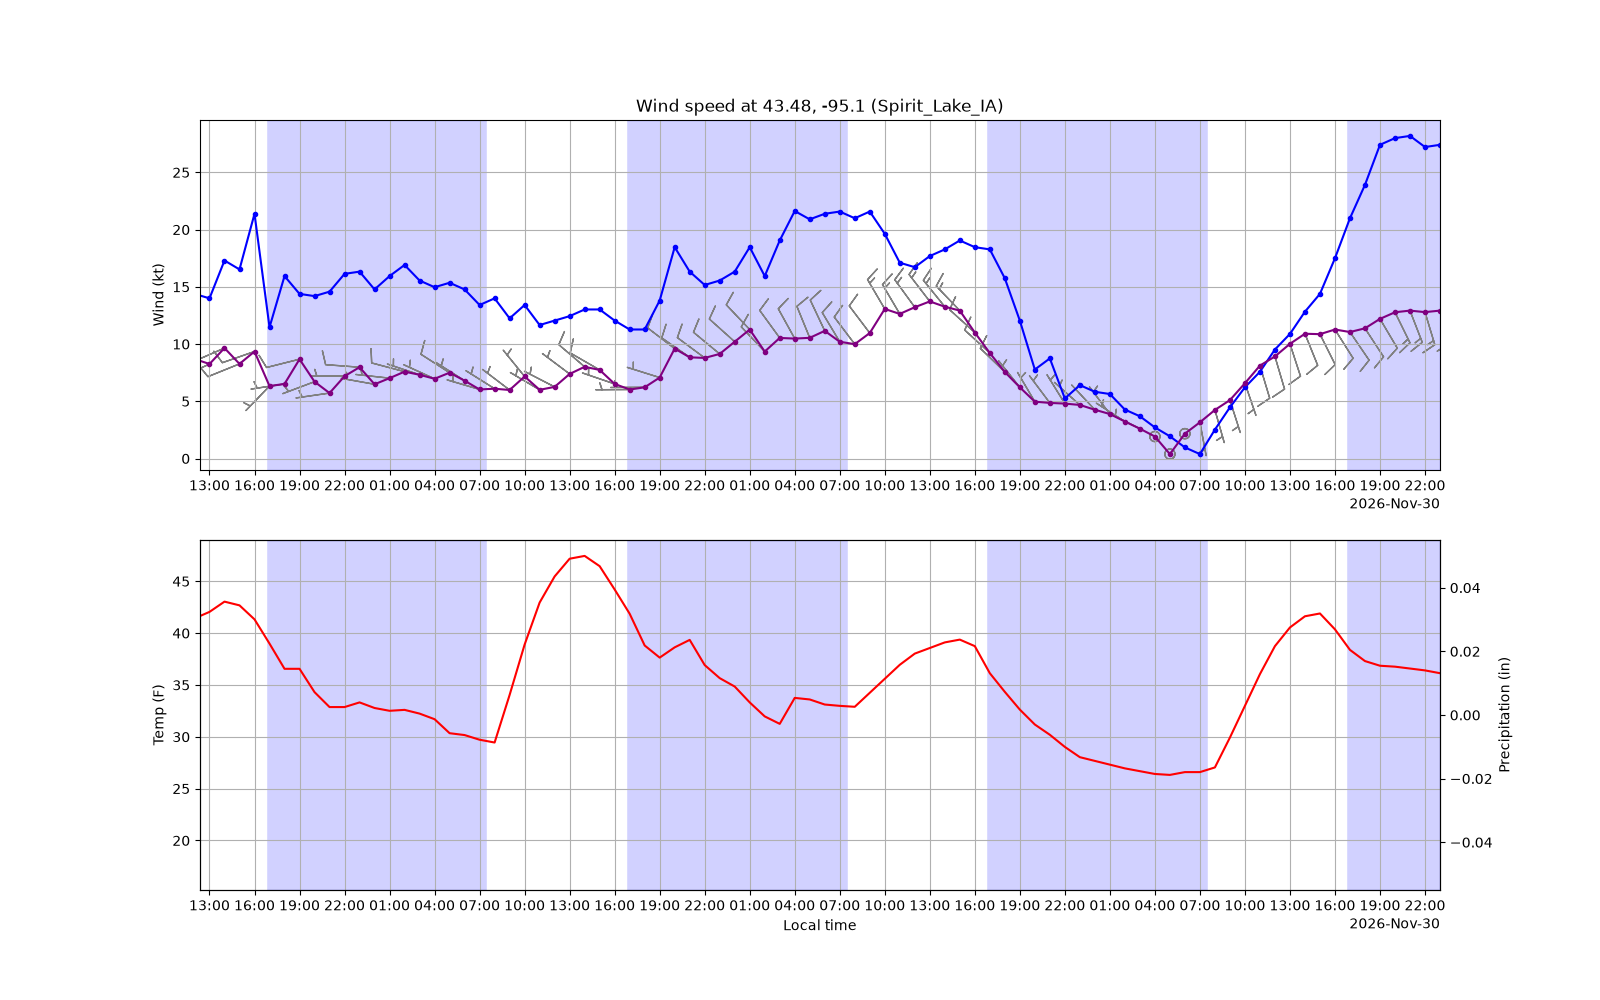 Wind speed at 43.48, -95.1 (Spirit_Lake_IA)
Wind (kt)
25
20
15
10
5
0
13:00 16:00 19:00 22:00 01:00 04:00 07:00 10:00 13:00 16:00 19:00 22:00 01:00 04:00 07:00 10:00 13:00 16:00 19:00 22:00 01:00 04:00 07:00 10:00 13:00 16:00 19:00 22:00
2026-Nov-30
Temp (F)
45
40
35
30
25
20
0.04
0.02
0.00
−0.02
−0.04
Precipitation (in)
13:00 16:00 19:00 22:00 01:00 04:00 07:00 10:00 13:00 16:00 19:00 22:00 01:00 04:00 07:00 10:00 13:00 16:00 19:00 22:00 01:00 04:00 07:00 10:00 13:00 16:00 19:00 22:00
Local time
2026-Nov-30